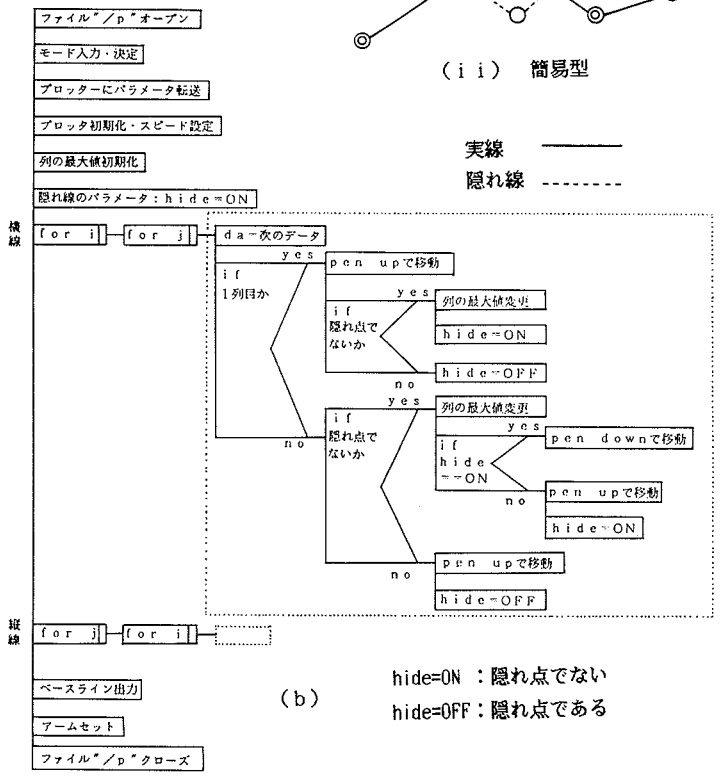 ファイル"/p"オープン
モード入力・決定
プロッターにパラメータ転送
プロッタ初期化・スピード設定
列の最大値初期化
隠れ線のパラメータ：hide=ON
(ii) 簡易型
実線
隠れ線
横線
for i
for j
da=次のデータ
if
1列目か
yes
pen upで移動
if
隠れ点で
ないか
yes
列の最大値変更
hide=ON
no
hide=OFF
no
if
隠れ点で
ないか
yes
列の最大値変更
if
hide
==ON
yes
pen downで移動
no
pen upで移動
hide=ON
no
pen upで移動
hide=OFF
縦線
for j
for i
ベースライン出力
アームセット
ファイル"/p"クローズ
(b)
hide=ON ：隠れ点でない
hide=OFF：隠れ点である